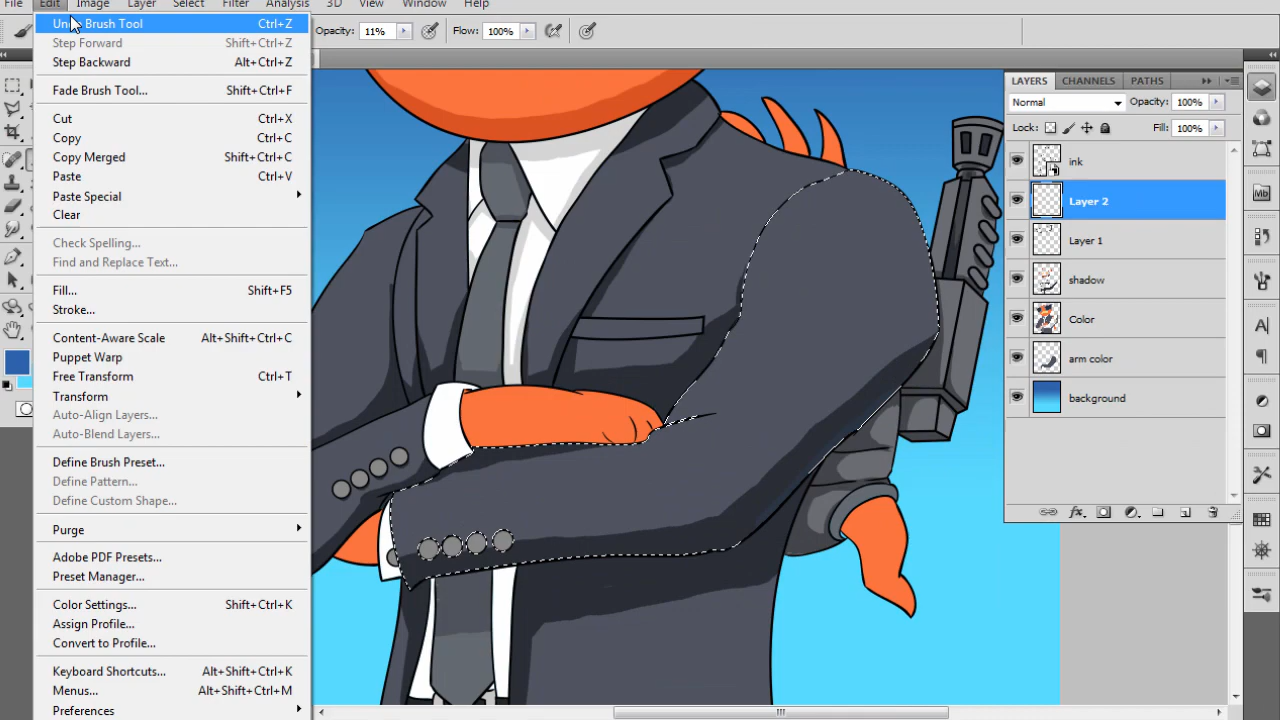 File Edit Image Layer Select Filter Analysis 3D View Window Help
Opacity: 11% Flow: 100%
Brush Tool Ctrl+Z
Step Forward Shift+Ctrl+Z
Step Backward Alt+Ctrl+Z
Fade Brush Tool... Shift+Ctrl+F
Cut Ctrl+X
Copy Ctrl+C
Copy Merged Shift+Ctrl+C
Paste Ctrl+V
Paste Special
Clear
Check Spelling...
Find and Replace Text...
Fill... Shift+F5
Stroke...
Content-Aware Scale Alt+Shift+Ctrl+C
Puppet Warp
Free Transform Ctrl+T
Transform
Auto-Align Layers...
Auto-Blend Layers...
Define Brush Preset...
Define Pattern...
Define Custom Shape...
Purge
Adobe PDF Presets...
Preset Manager...
Color Settings... Shift+Ctrl+K
Assign Profile...
Convert to Profile...
Keyboard Shortcuts... Alt+Shift+Ctrl+K
Menus... Alt+Shift+Ctrl+M
Preferences
LAYERS CHANNELS PATHS
Normal Opacity: 100%
Lock: Fill: 100%
ink
Layer 2
Layer 1
shadow
Color
arm color
background
fx
Mb
A